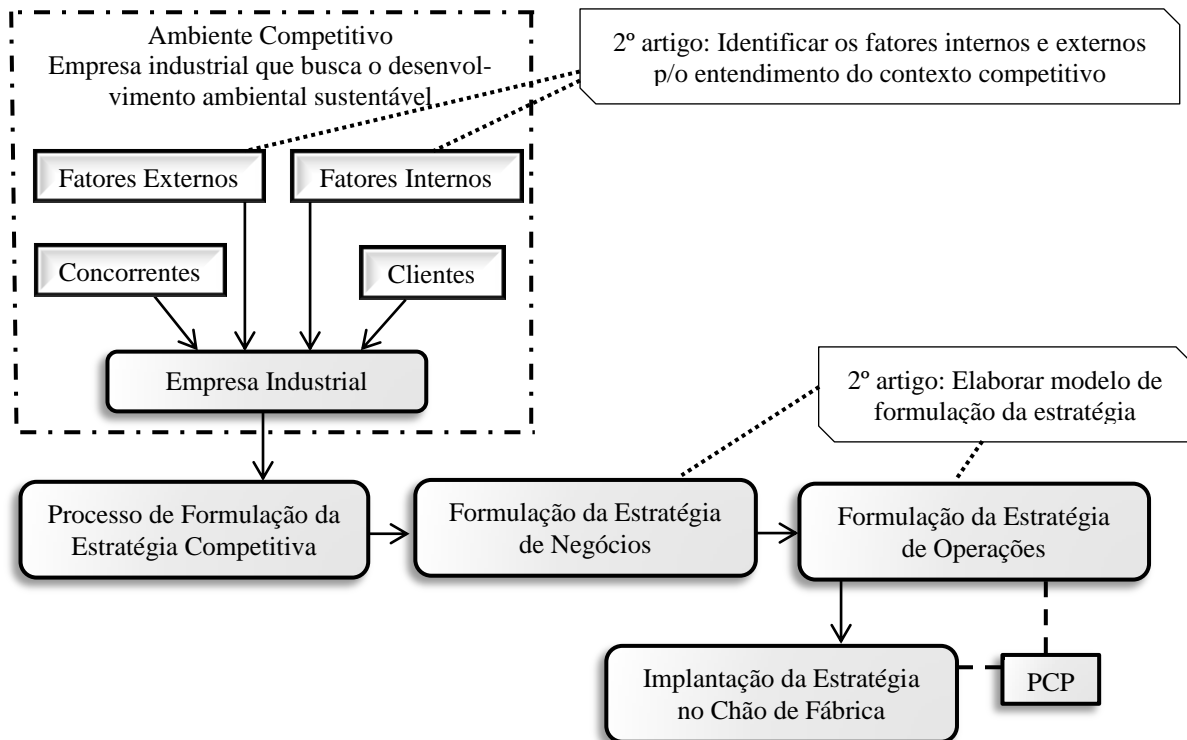 Ambiente Competitivo
Empresa industrial que busca o desenvol-
vimento ambiental sustentável
2º artigo: Identificar os fatores internos e externos
p/o entendimento do contexto competitivo
Fatores Externos
Fatores Internos
Concorrentes
Clientes
Empresa Industrial
2º artigo: Elaborar modelo de
formulação da estratégia
Processo de Formulação da
Estratégia Competitiva
Formulação da Estratégia
de Negócios
Formulação da Estratégia
de Operações
Implantação da Estratégia
no Chão de Fábrica
PCP